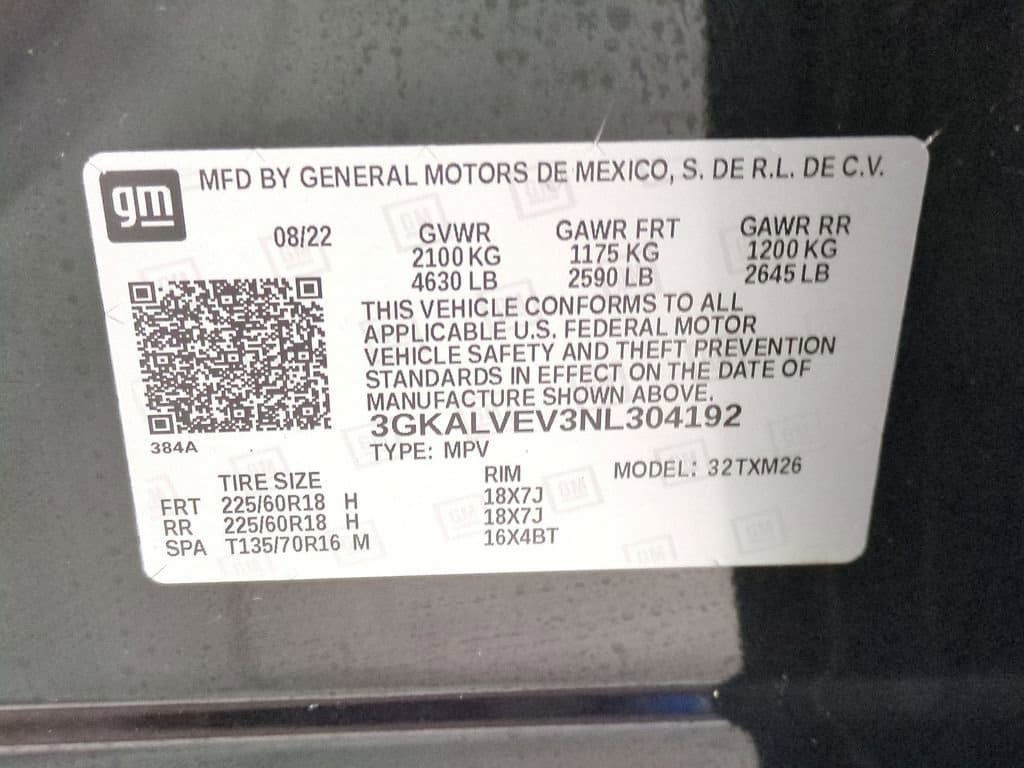 gm
MFD BY GENERAL MOTORS DE MEXICO, S. DE R.L. DE C.V.
08/22 GVWR GAWR FRT GAWR RR
2100 KG 1175 KG 1200 KG
4630 LB 2590 LB 2645 LB
THIS VEHICLE CONFORMS TO ALL
APPLICABLE U.S. FEDERAL MOTOR
VEHICLE SAFETY AND THEFT PREVENTION
STANDARDS IN EFFECT ON THE DATE OF
MANUFACTURE SHOWN ABOVE.
3GKALVEV3NL304192
384A
TYPE: MPV
MODEL: 32TXM26
TIRE SIZE RIM
FRT 225/60R18 H 18X7J
RR 225/60R18 H 18X7J
SPA T135/70R16 M 16X4BT